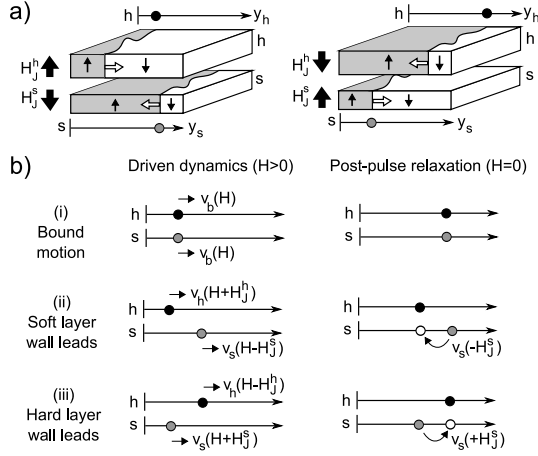 a)
h y_h
h
s
H_J^h
H_J^s
s y_s
h y_h
h
s
H_J^h
H_J^s
s y_s
b)
Driven dynamics (H>0) Post-pulse relaxation (H=0)
(i)
Bound
motion
v_b(H)
h
s
v_b(H)
h
s
(ii)
Soft layer
wall leads
v_h(H+H_J^h)
h
s
v_s(H-H_J^s)
h
s
v_s(-H_J^s)
(iii)
Hard layer
wall leads
v_h(H-H_J^h)
h
s
v_s(H+H_J^s)
h
s
v_s(+H_J^s)